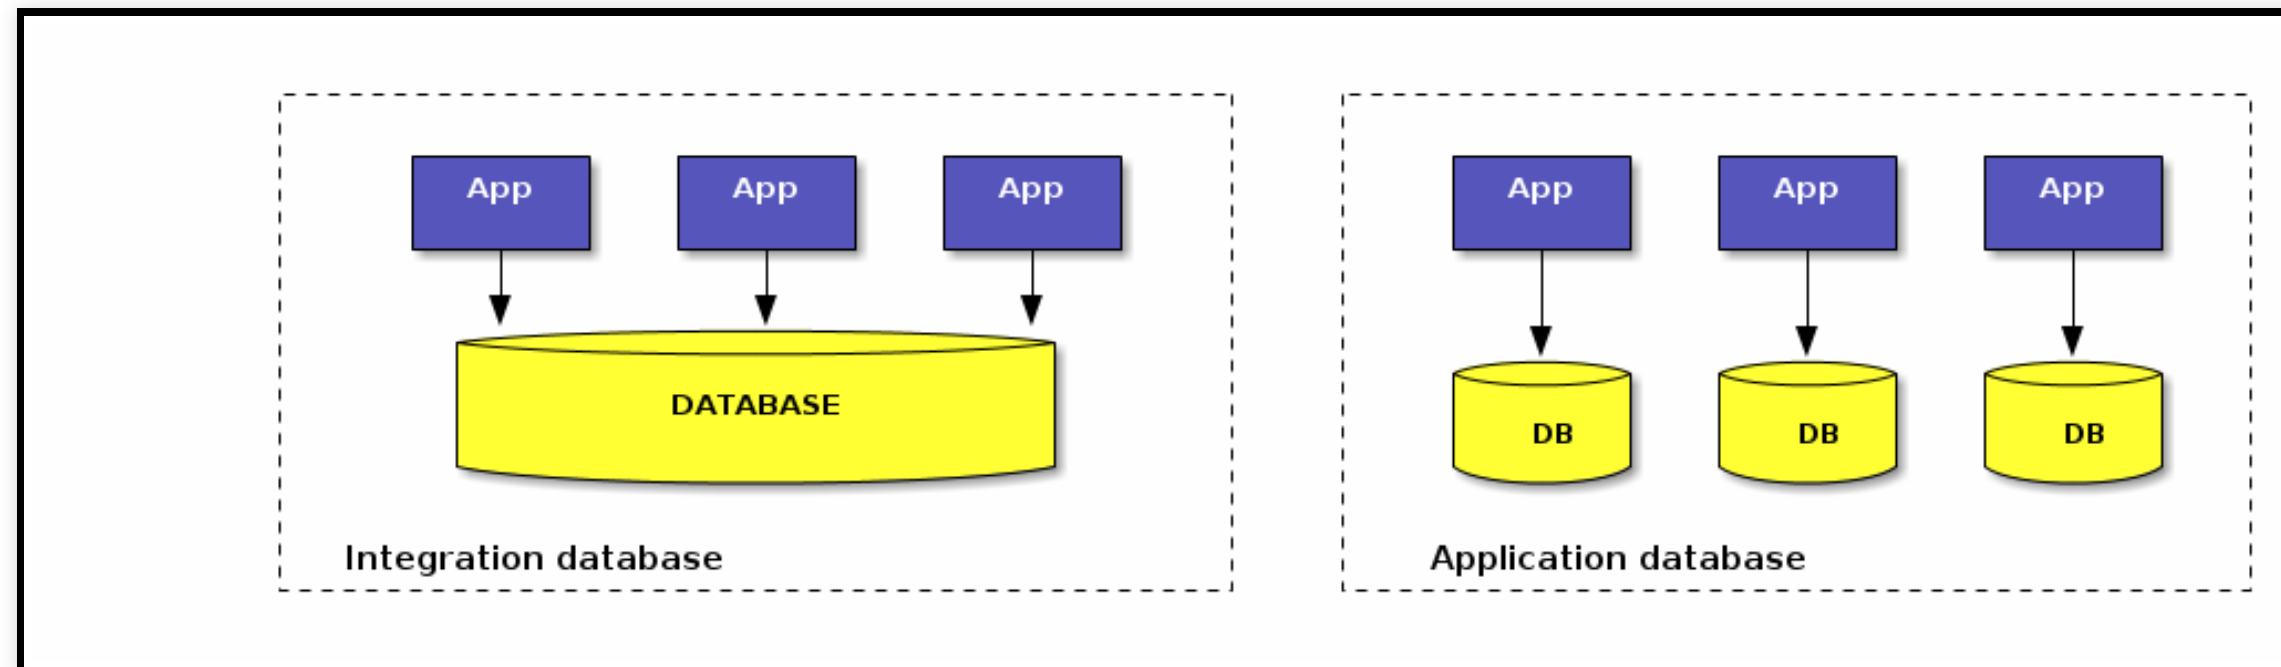 App
App
App
DATABASE
Integration database
App
App
App
DB
DB
DB
Application database